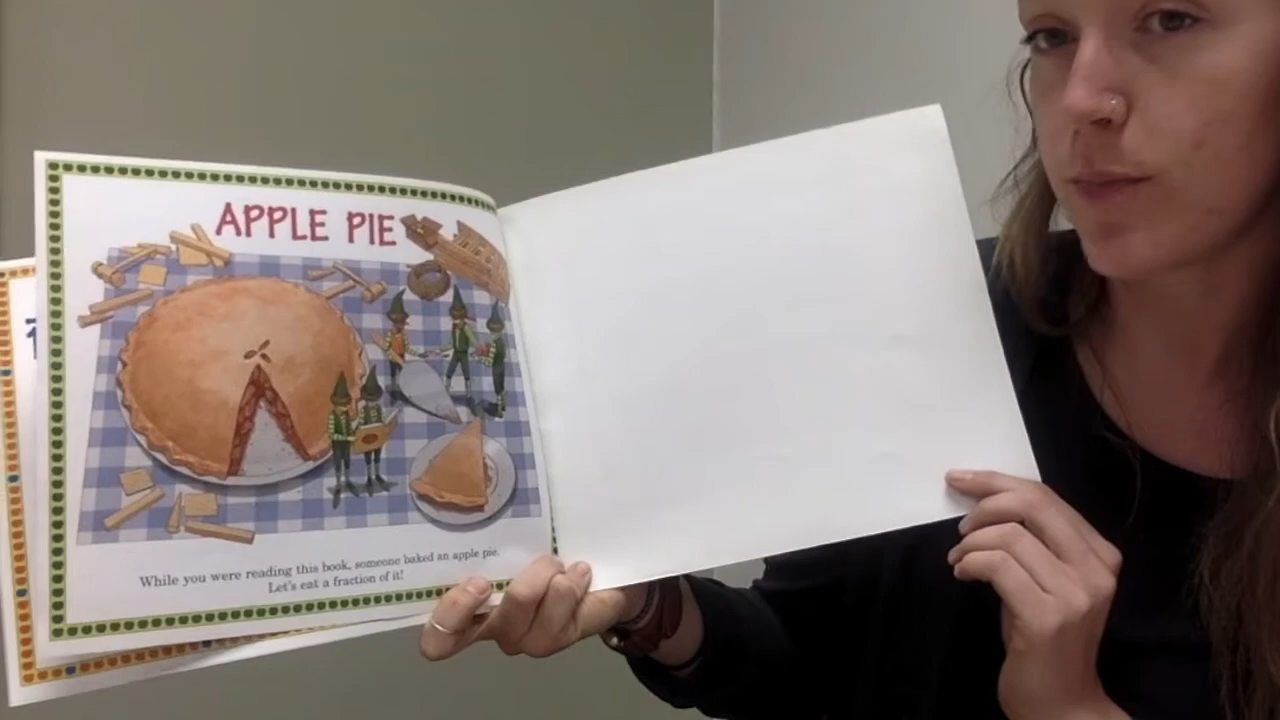 APPLE PIE
While you were reading this book, someone baked an apple pie.
Let's eat a fraction of it!